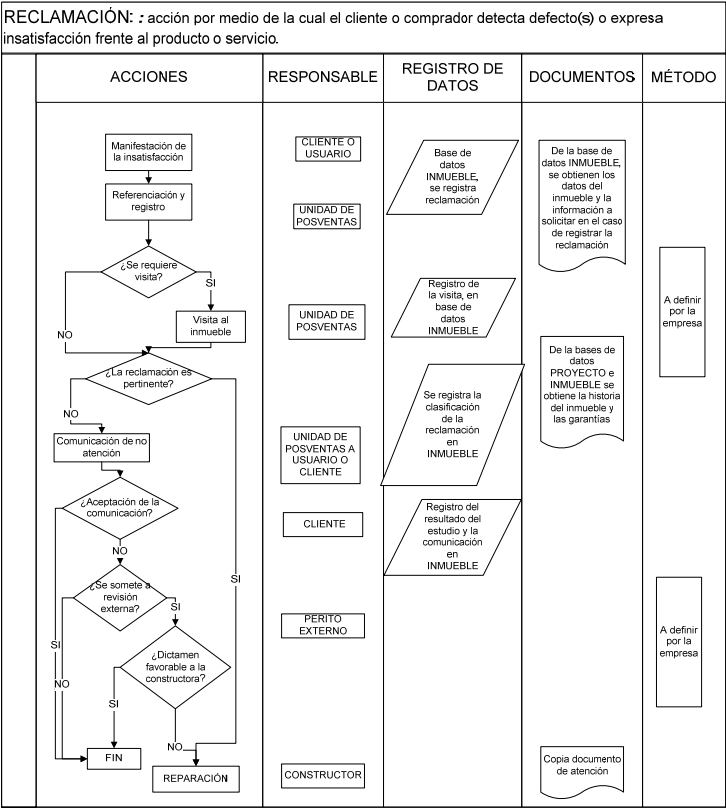 RECLAMACIÓN: : acción por medio de la cual el cliente o comprador detecta defecto(s) o expresa
insatisfacción frente al producto o servicio.
ACCIONES
RESPONSABLE
REGISTRO DE
DATOS
DOCUMENTOS
MÉTODO
Manifestación de
la insatisfacción
CLIENTE O
USUARIO
Base de
datos
INMUEBLE,
se registra
reclamación
De la base de
datos INMUEBLE,
se obtienen los
datos del
inmueble y la
información a
solicitar en el caso
de registrar la
reclamación
Referenciación y
registro
UNIDAD DE
POSVENTAS
¿Se requiere
visita?
SI
NO
Visita al
inmueble
UNIDAD DE
POSVENTAS
Registro de
la visita, en
base de
datos
INMUEBLE
A definir
por la
empresa
¿La reclamación es
pertinente?
NO
SI
Se registra la
clasificación
de la
reclamación
en
INMUEBLE
De la bases de
datos
PROYECTO e
INMUEBLE se
obtiene la historia
del inmueble y
las garantías
Comunicación de no
atención
UNIDAD DE
POSVENTAS A
USUARIO O
CLIENTE
¿Aceptación de la
comunicación?
NO
SI
CLIENTE
Registro del
resultado del
estudio y la
comunicación
en
INMUEBLE
¿Se somete a
revisión
externa?
SI
NO
PERITO
EXTERNO
A definir
por la
empresa
¿Dictamen
favorable a la
constructora?
SI
NO
FIN
REPARACIÓN
CONSTRUCTOR
Copia documento
de atención